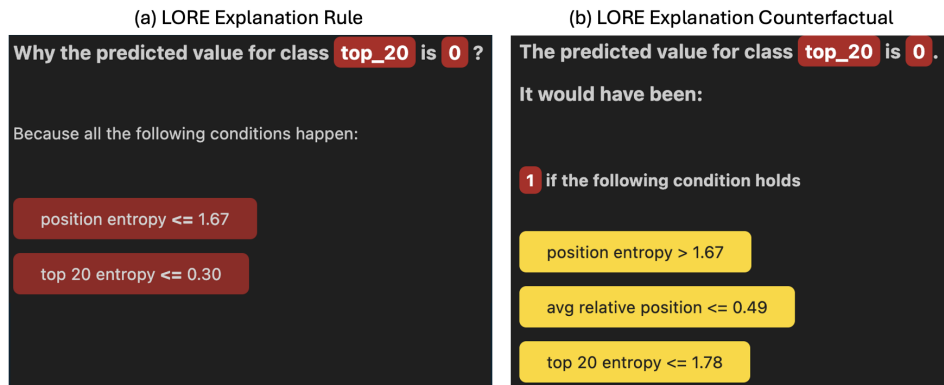 (a) LORE Explanation Rule
Why the predicted value for class top_20 is 0 ?
Because all the following conditions happen:
position entropy <= 1.67
top 20 entropy <= 0.30
(b) LORE Explanation Counterfactual
The predicted value for class top_20 is 0.
It would have been:
1 if the following condition holds
position entropy > 1.67
avg relative position <= 0.49
top 20 entropy <= 1.78